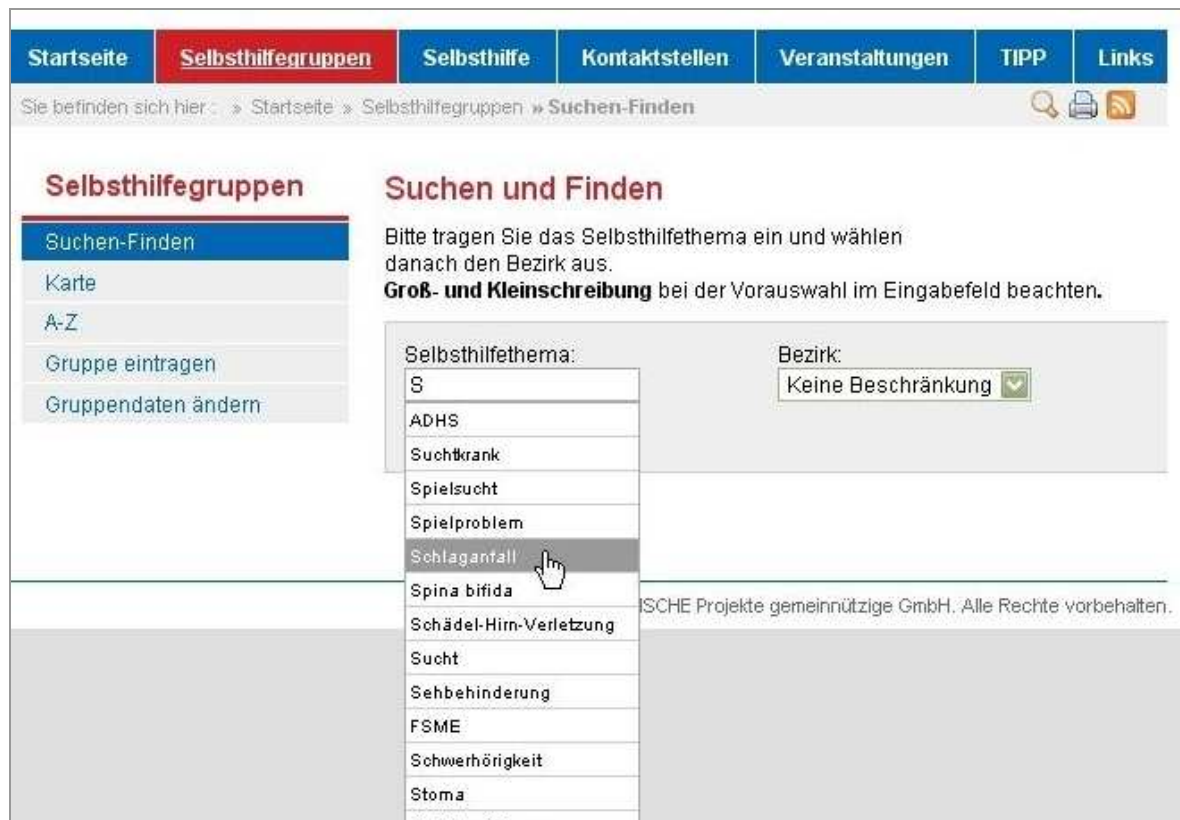 Startseite Selbsthilfegruppen Selbsthilfe Kontaktstellen Veranstaltungen TIPP Links
Sie befinden sich hier : » Startseite » Selbsthilfegruppen » Suchen-Finden
Selbsthilfegruppen
Suchen-Finden
Karte
A-Z
Gruppe eintragen
Gruppendaten ändern
Suchen und Finden
Bitte tragen Sie das Selbsthilfethema ein und wählen
danach den Bezirk aus.
Groß- und Kleinschreibung bei der Vorauswahl im Eingabefeld beachten.
Selbsthilfethema:
S
Bezirk:
Keine Beschränkung
ADHS
Suchtkrank
Spielsucht
Spielproblem
Schlaganfall
Spina bifida
Schädel-Hirn-Verletzung
Sucht
Sehbehinderung
FSME
Schwerhörigkeit
Stoma
ISCHE Projekte gemeinnützige GmbH. Alle Rechte vorbehalten.